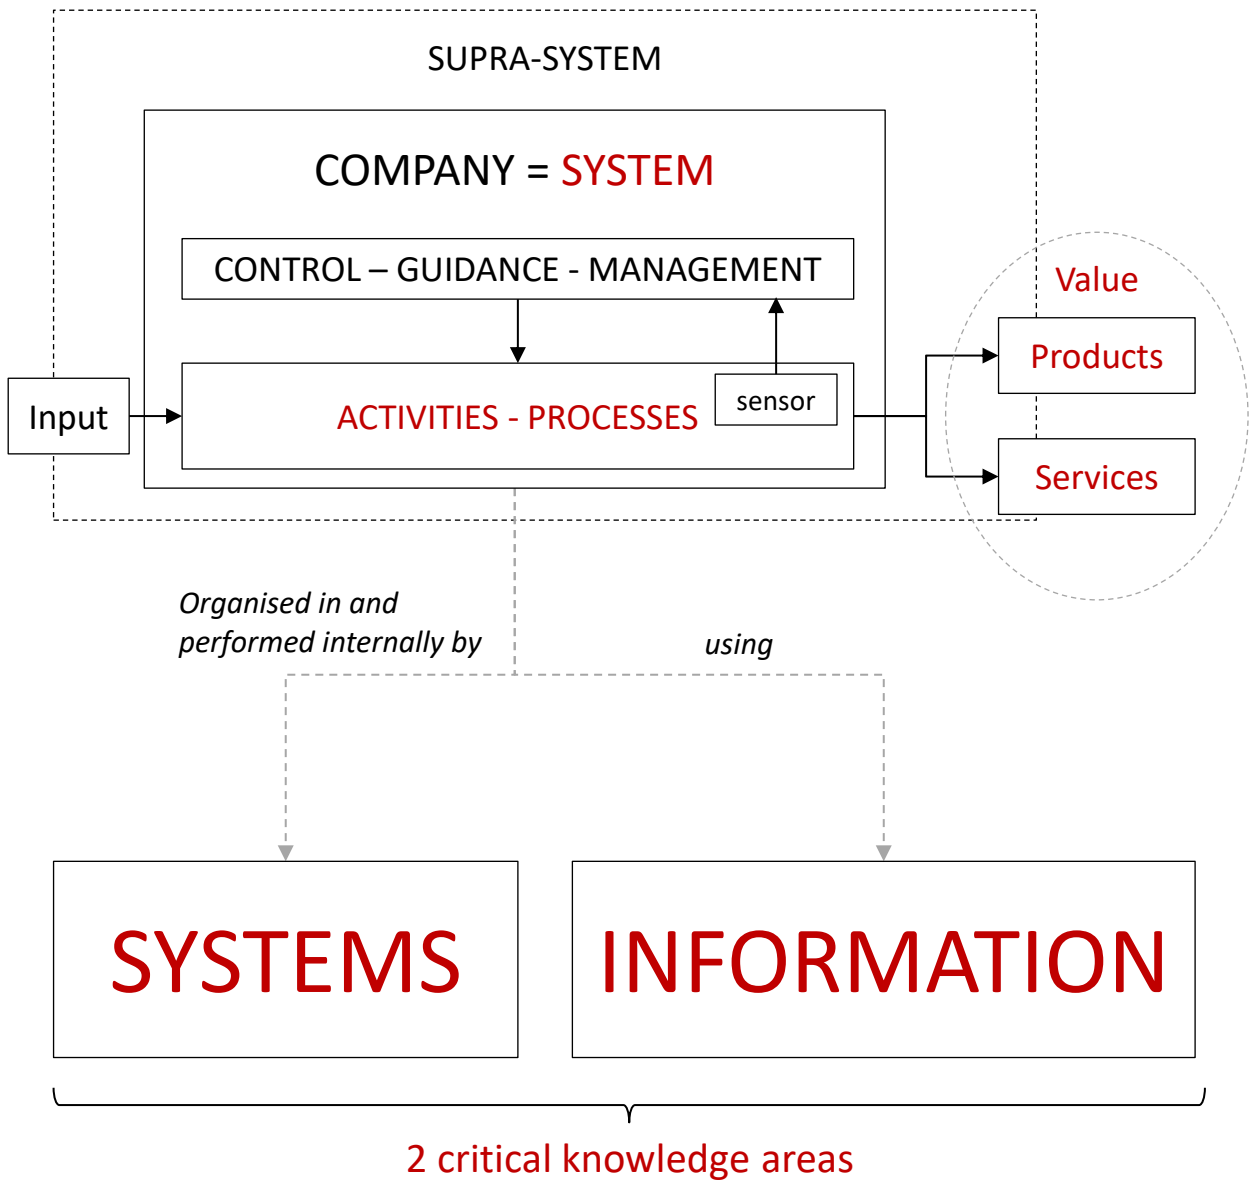 SUPRA-SYSTEM
COMPANY = SYSTEM
CONTROL – GUIDANCE - MANAGEMENT
Value
Products
Input
ACTIVITIES - PROCESSES
sensor
Services
Organised in and
performed internally by
using
SYSTEMS
INFORMATION
2 critical knowledge areas